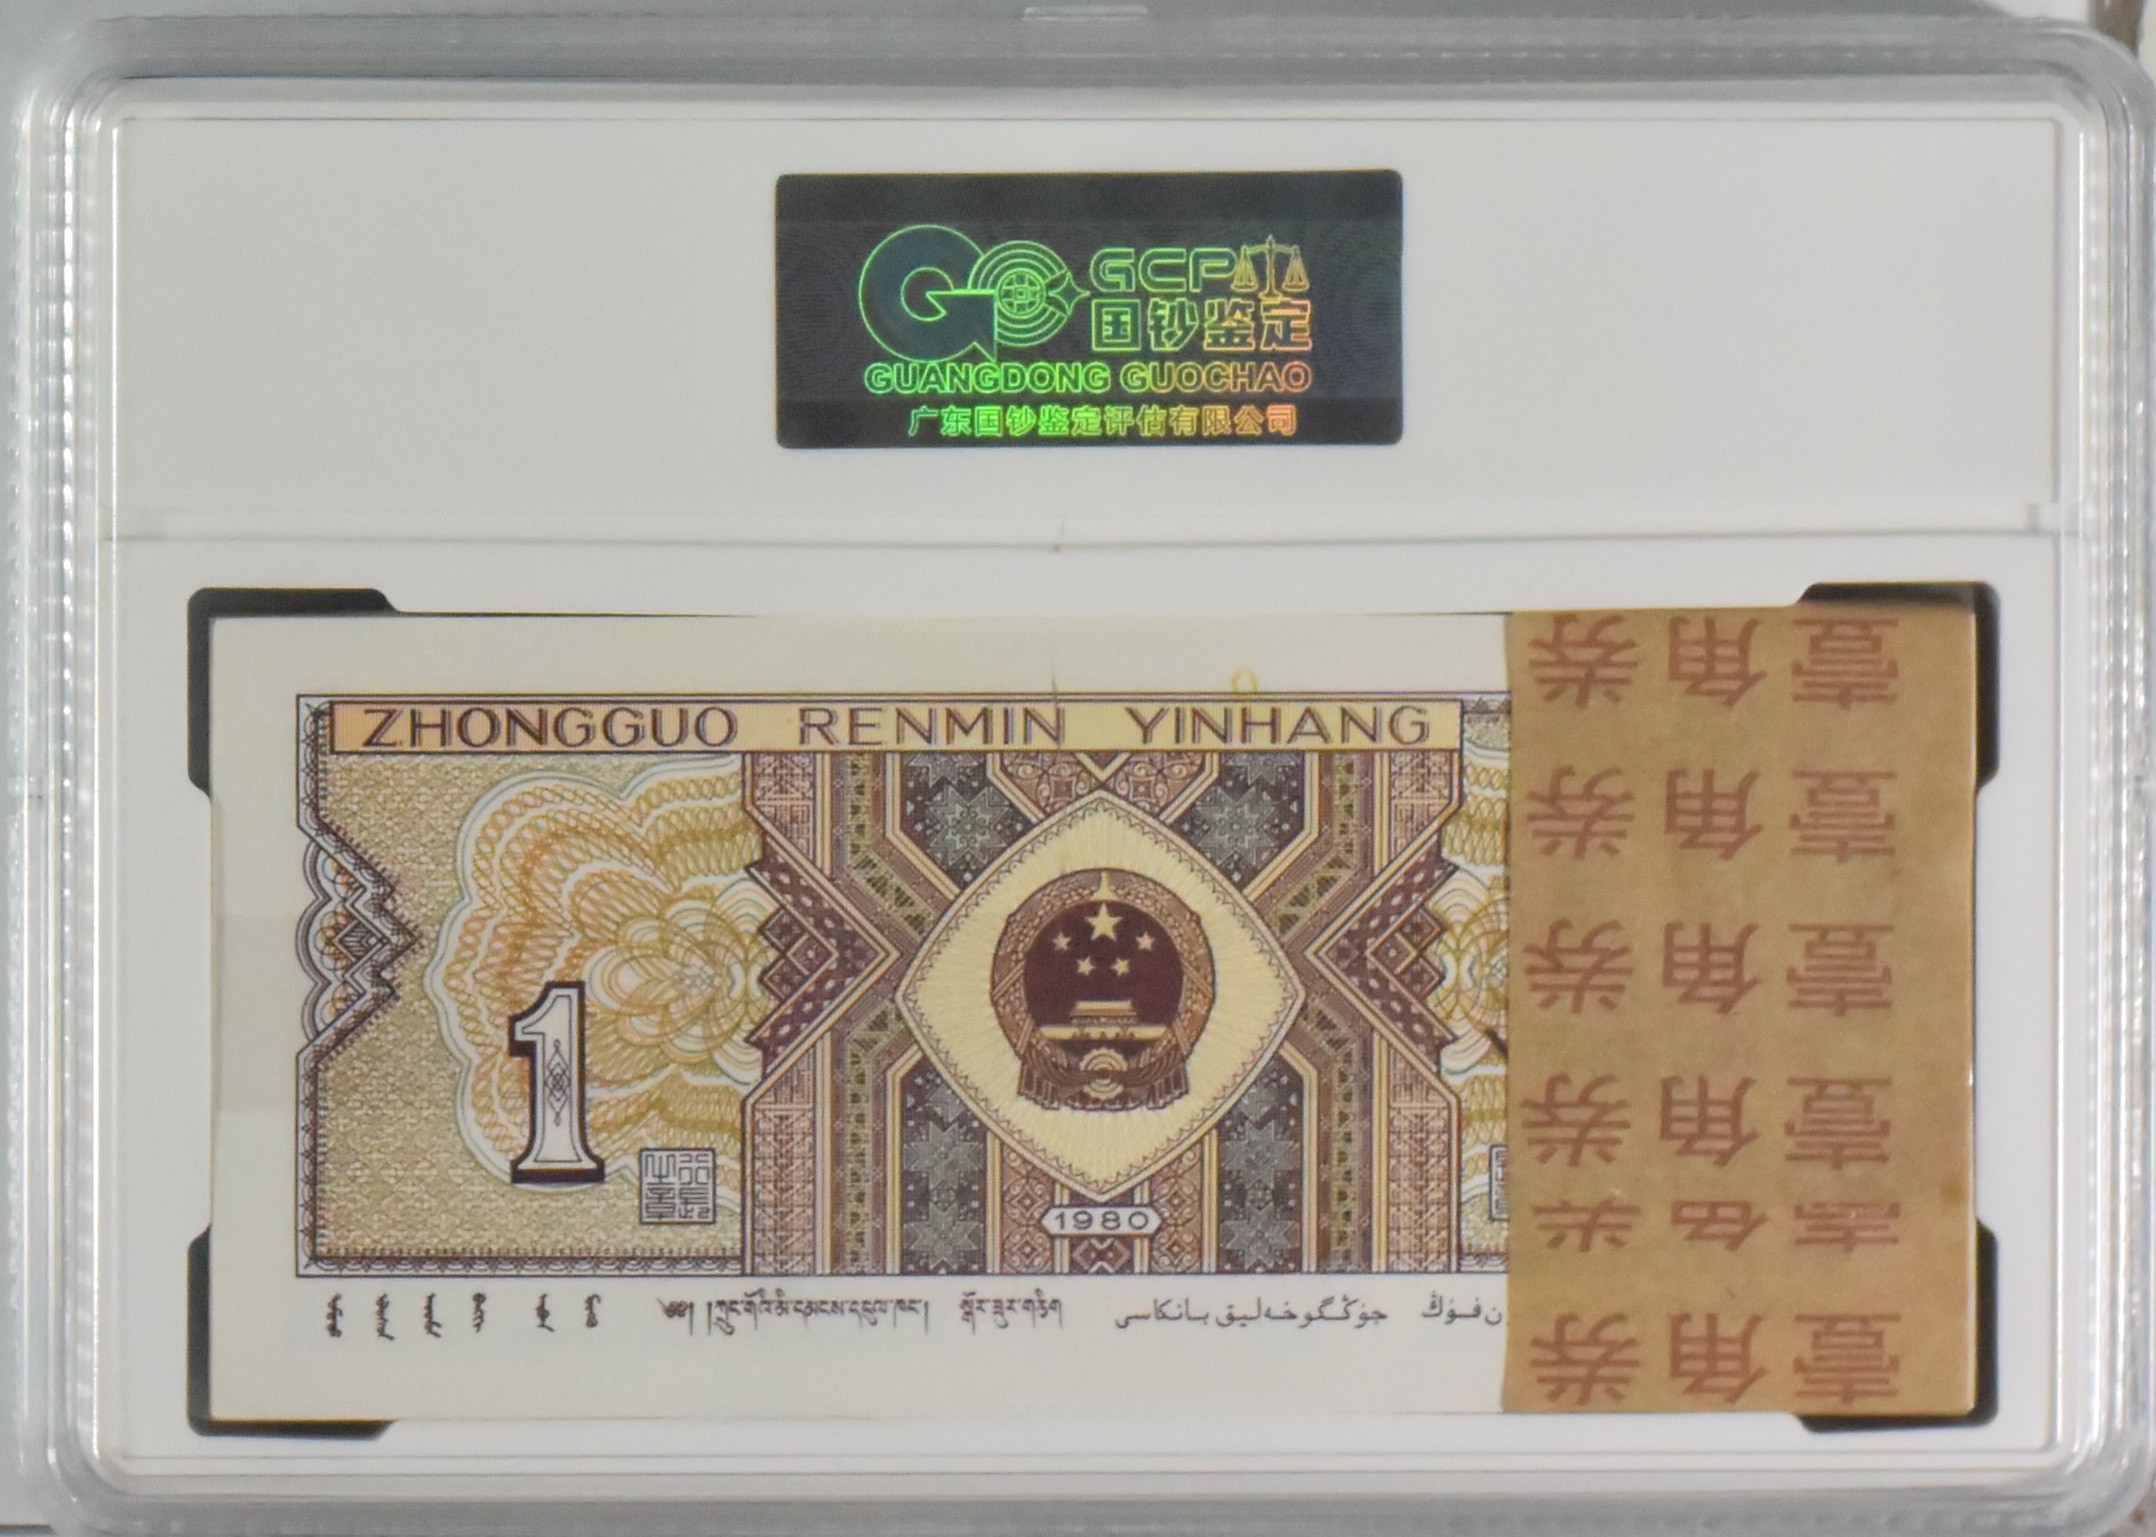 GCP
国钞鉴定
GUANGDONG GUOCHAO
广东国钞鉴定评估有限公司
ZHONGGUO RENMIN YINHANG
1
1980
جۇڭگوخەلىق بانكاسى
壹角券
壹角券
壹角券
壹角券
壹角券
壹角券